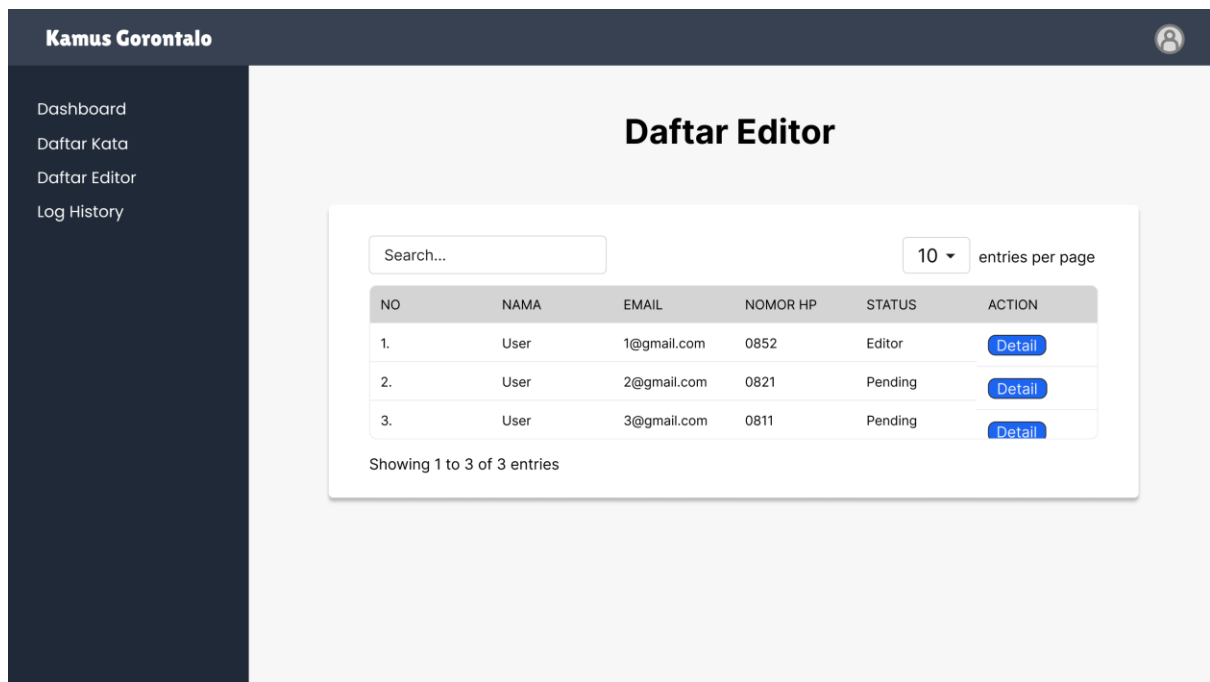 Kamus Gorontalo
Dashboard
Daftar Kata
Daftar Editor
Log History
Daftar Editor
Search...
10 entries per page
NO NAMA EMAIL NOMOR HP STATUS ACTION
1. User 1@gmail.com 0852 Editor Detail
2. User 2@gmail.com 0821 Pending Detail
3. User 3@gmail.com 0811 Pending Detail
Showing 1 to 3 of 3 entries